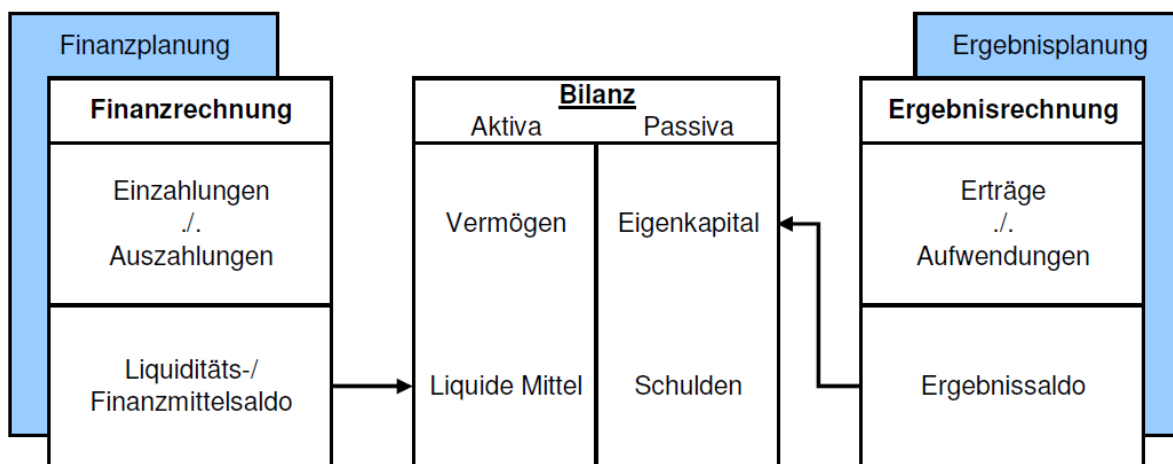 Finanzplanung
Finanzrechnung
Einzahlungen
./.
Auszahlungen
Liquiditäts-/
Finanzmittelsaldo
Bilanz
Aktiva Passiva
Vermögen Eigenkapital
Liquide Mittel Schulden
Ergebnisplanung
Ergebnisrechnung
Erträge
./.
Aufwendungen
Ergebnissaldo